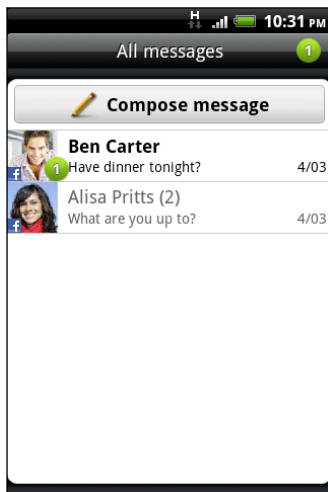 H 10:31 PM
All messages 1
Compose message
Ben Carter
1 Have dinner tonight? 4/03
Alisa Pritts (2)
What are you up to? 4/03